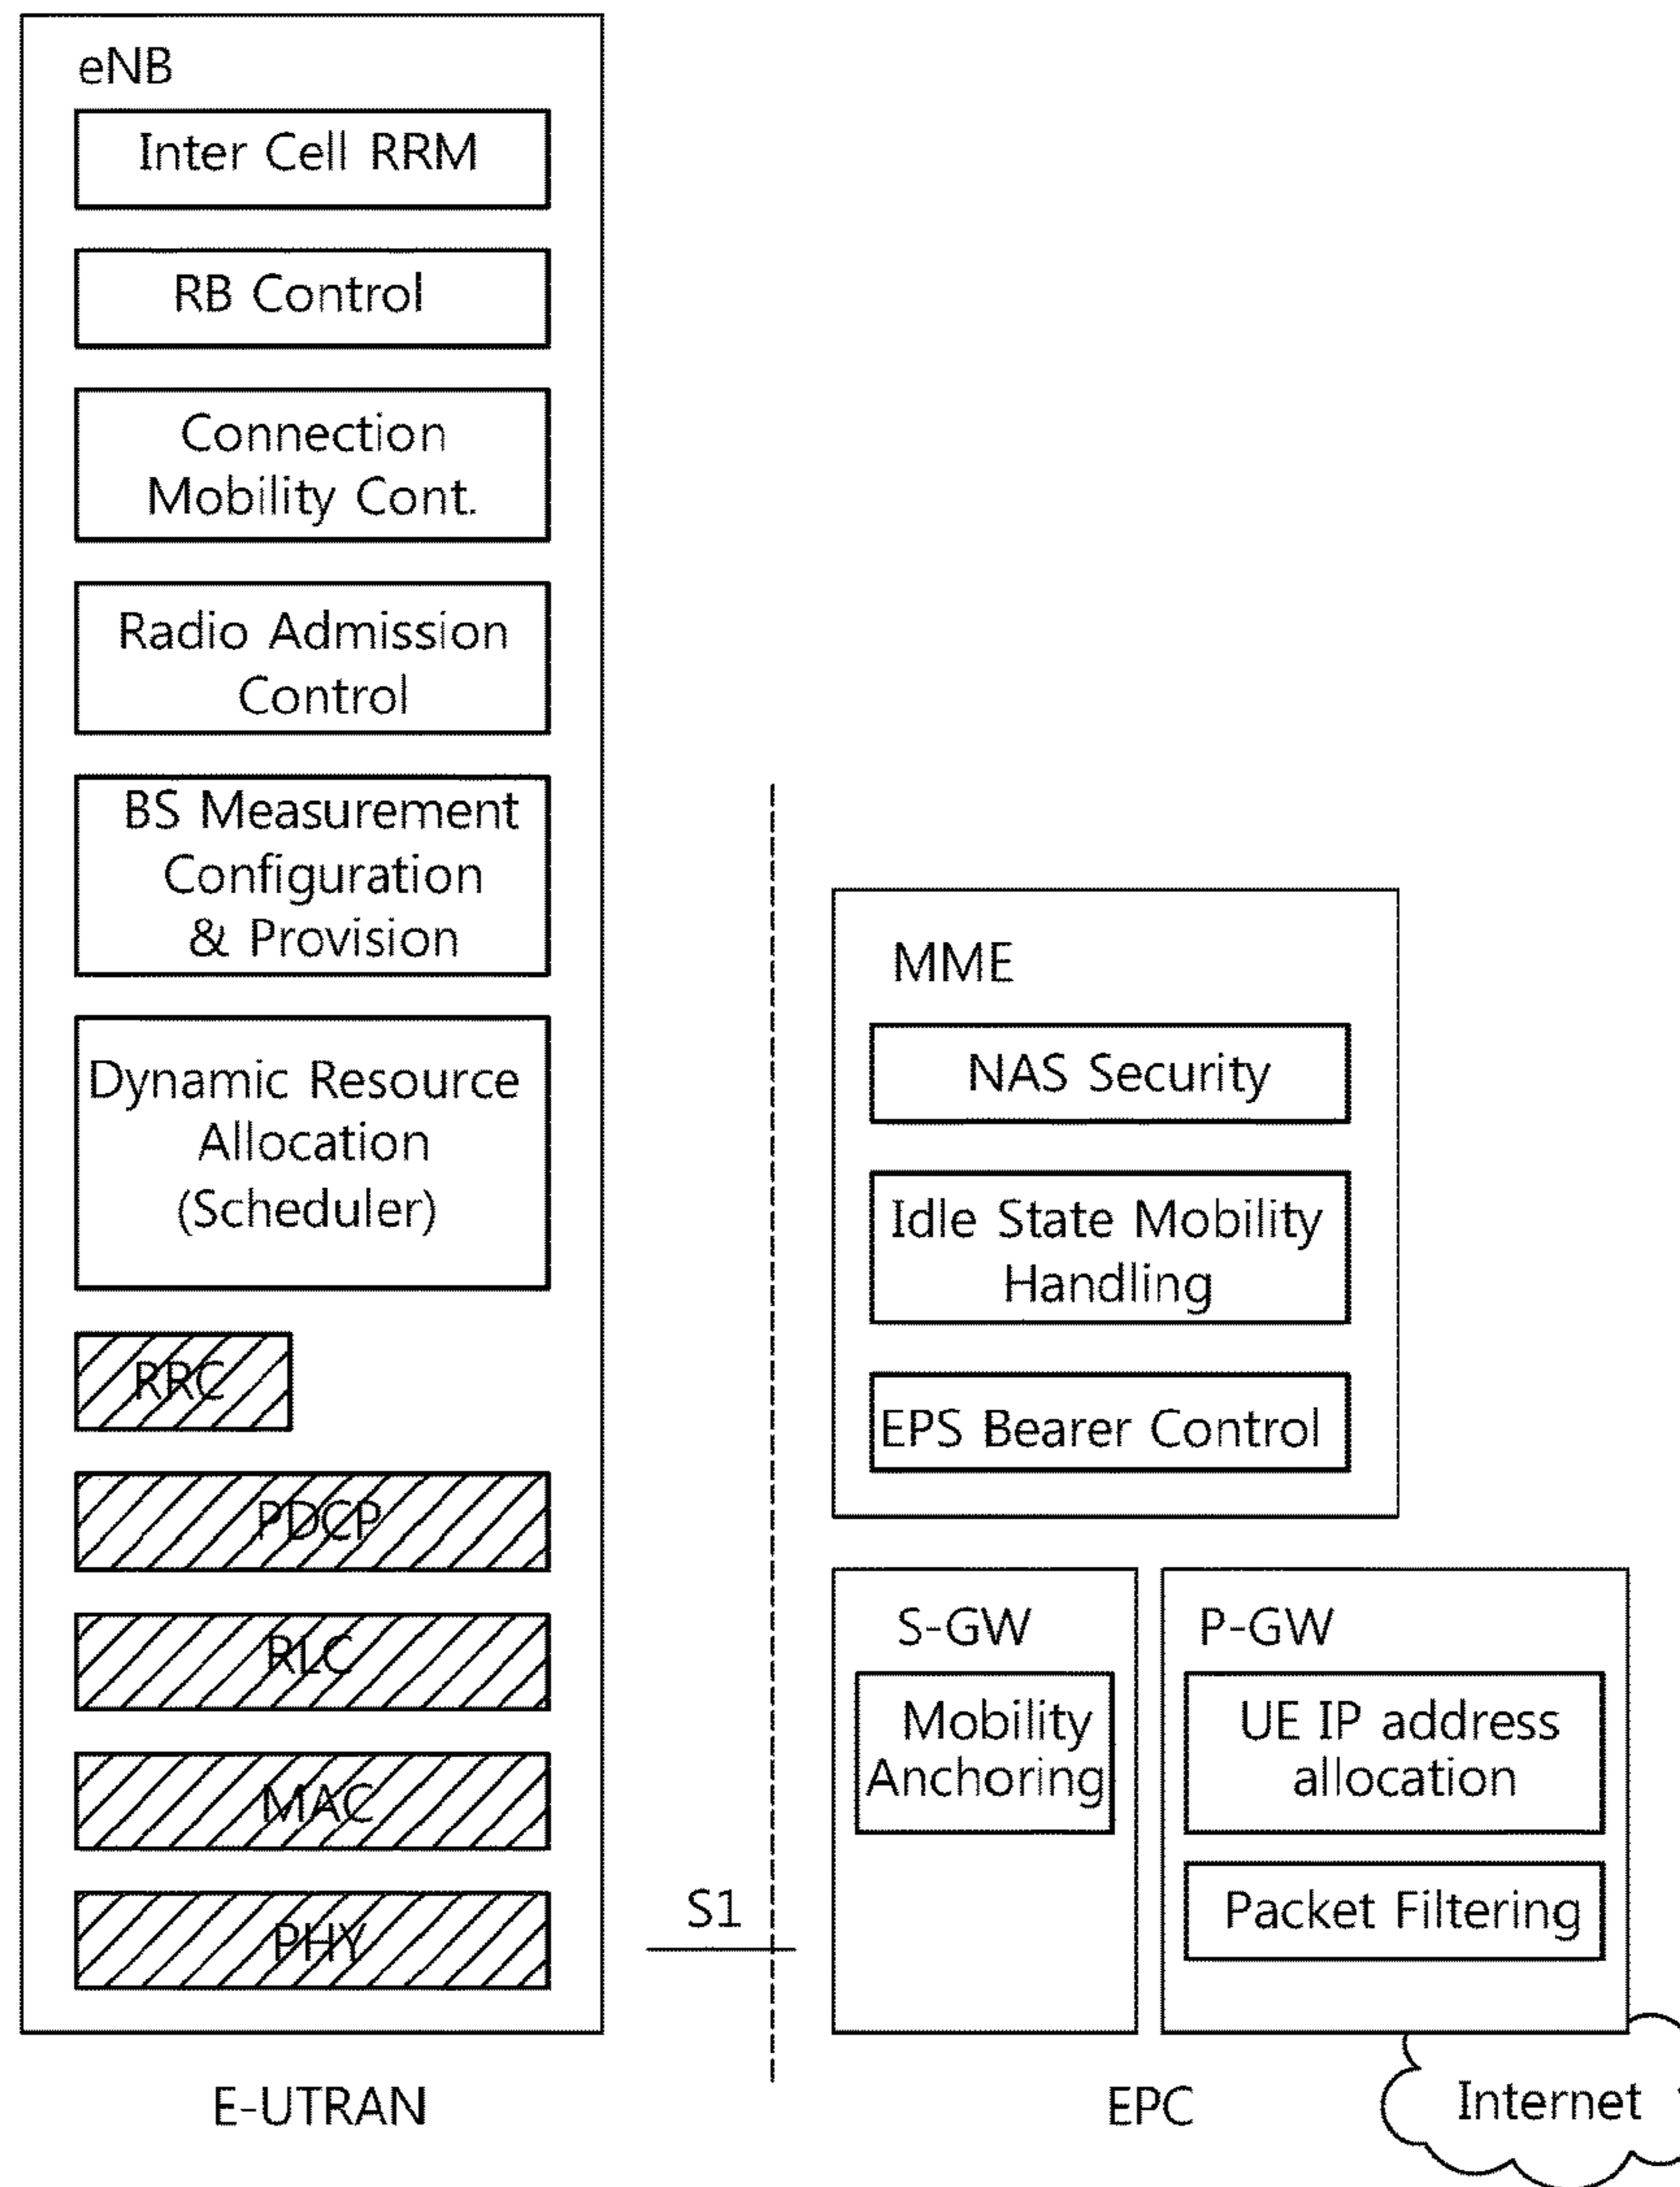 eNB
Inter Cell RRM
RB Control
Connection
Mobility Cont.
Radio Admission
Control
BS Measurement
Configuration
& Provision
Dynamic Resource
Allocation
(Scheduler)
RRC
PDCP
RLC
MAC
PHY
S1
MME
NAS Security
Idle State Mobility
Handling
EPS Bearer Control
S-GW
Mobility
Anchoring
P-GW
UE IP address
allocation
Packet Filtering
E-UTRAN
EPC
Internet